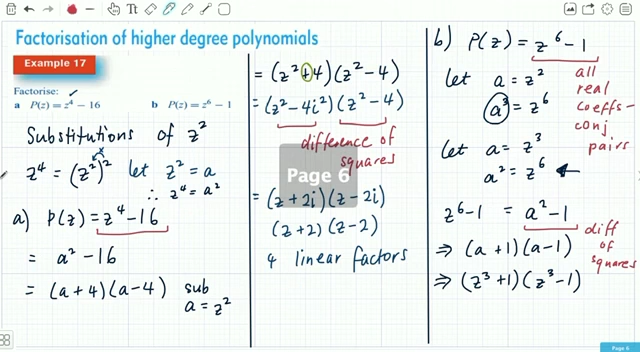 Factorisation of higher degree polynomials
Example 17
Factorise:
a P(z) = z⁴ − 16 b P(z) = z⁶ − 1
Substitutions of z²
z⁴ = (z²)² let z² = a
∴ z⁴ = a²
a) P(z) = z⁴ − 16
= a² − 16
= (a + 4)(a − 4) sub
a = z²
= (z² + 4)(z² − 4)
= (z² − 4i²)(z² − 4)
difference of
squares
Page 6
= (z + 2i)(z − 2i)
(z + 2)(z − 2)
4 linear factors
b) P(z) = z⁶ − 1
let a = z²
a³ = z⁶
all
real
coeffs-
conj
pairs
let a = z³
a² = z⁶ ←
z⁶ − 1 = a² − 1
⇒ (a + 1)(a − 1)
diff
of
squares
⇒ (z³ + 1)(z³ − 1)
Page 6